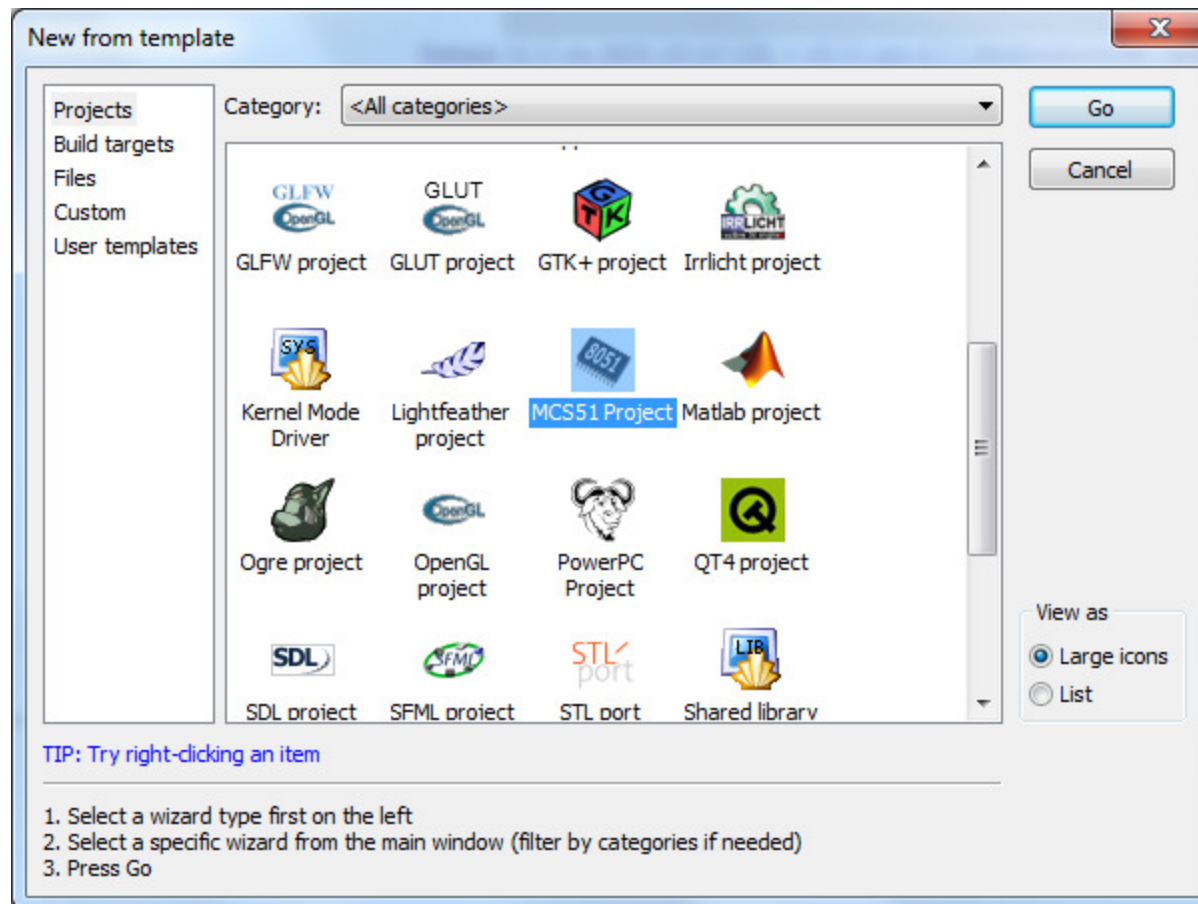 New from template
Projects
Build targets
Files
Custom
User templates
Category: <All categories>
Go
Cancel
GLFW OpenGL
GLUT OpenGL
GTK
IRRLICHT
GLFW project GLUT project GTK+ project Irrlicht project
SYS
8051
Kernel Mode Lightfeather MCS51 Project Matlab project
Driver project
OpenGL
Ogre project OpenGL PowerPC QT4 project
project Project
SDL SFML STL port LIB
SDL project SFML project STL port Shared library
View as
Large icons
List
TIP: Try right-clicking an item
1. Select a wizard type first on the left
2. Select a specific wizard from the main window (filter by categories if needed)
3. Press Go